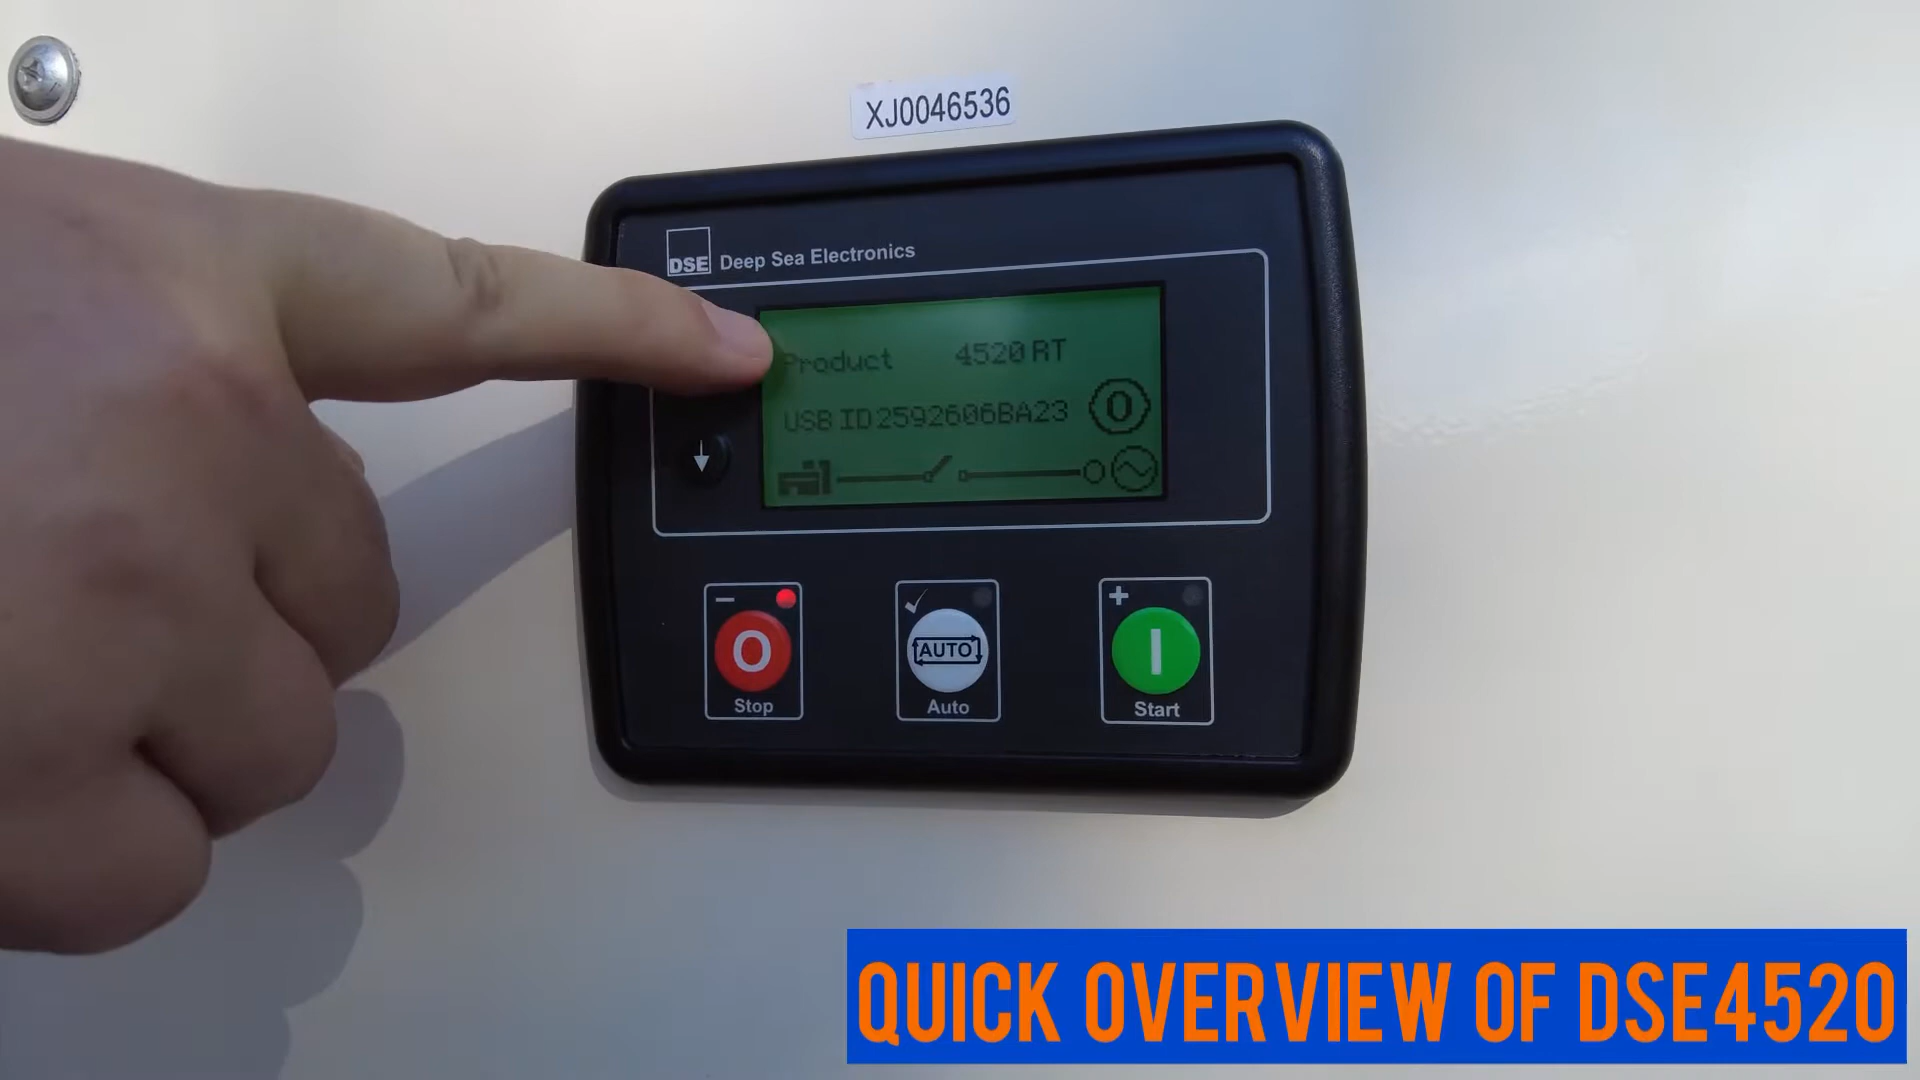 XJ0046536
DSE Deep Sea Electronics
Product 4520 RT
USB ID 2592606BA23
0
− ✓ +
O AUTO I
Stop Auto Start
QUICK OVERVIEW OF DSE4520